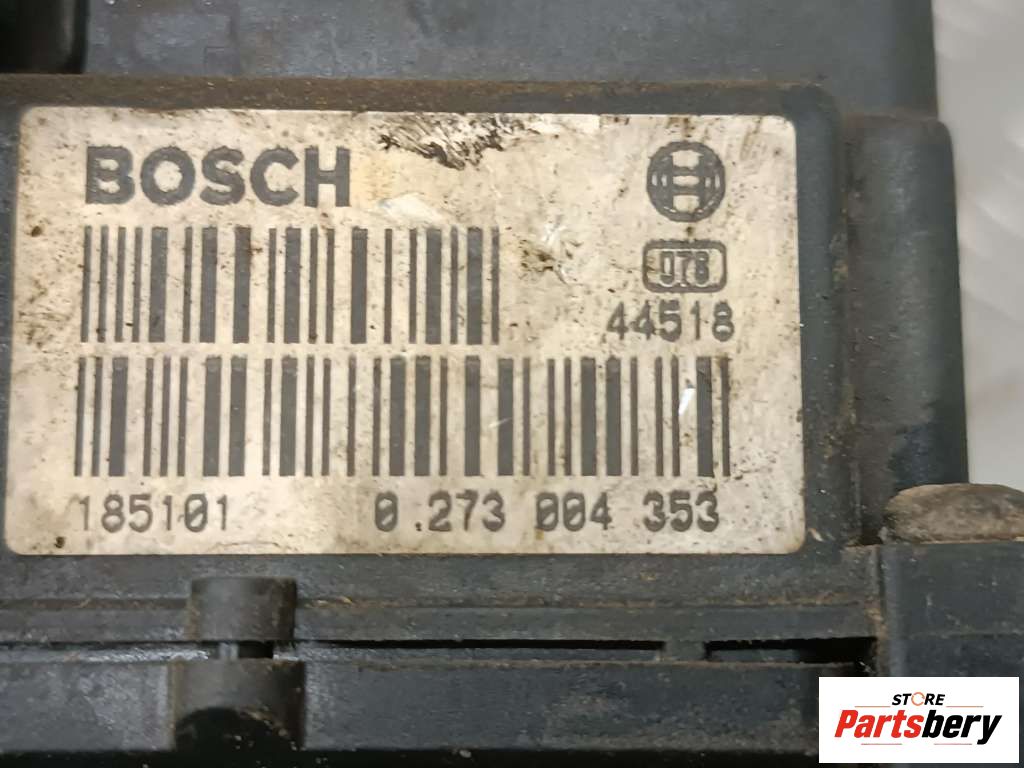 BOSCH
078
44518
185101 0.273 004 353
STORE
Partsbery